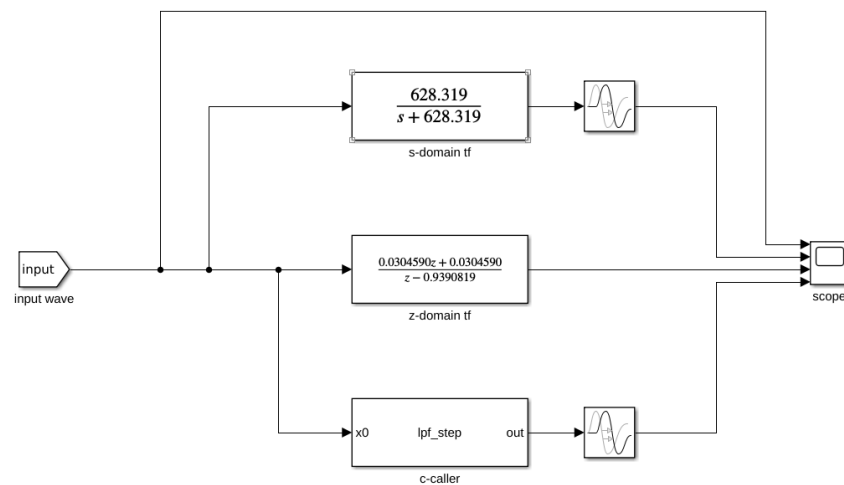 628.319
s + 628.319
s-domain tf
input
input wave
0.0304590z + 0.0304590
z − 0.9390819
z-domain tf
scope
x0 lpf_step out
c-caller